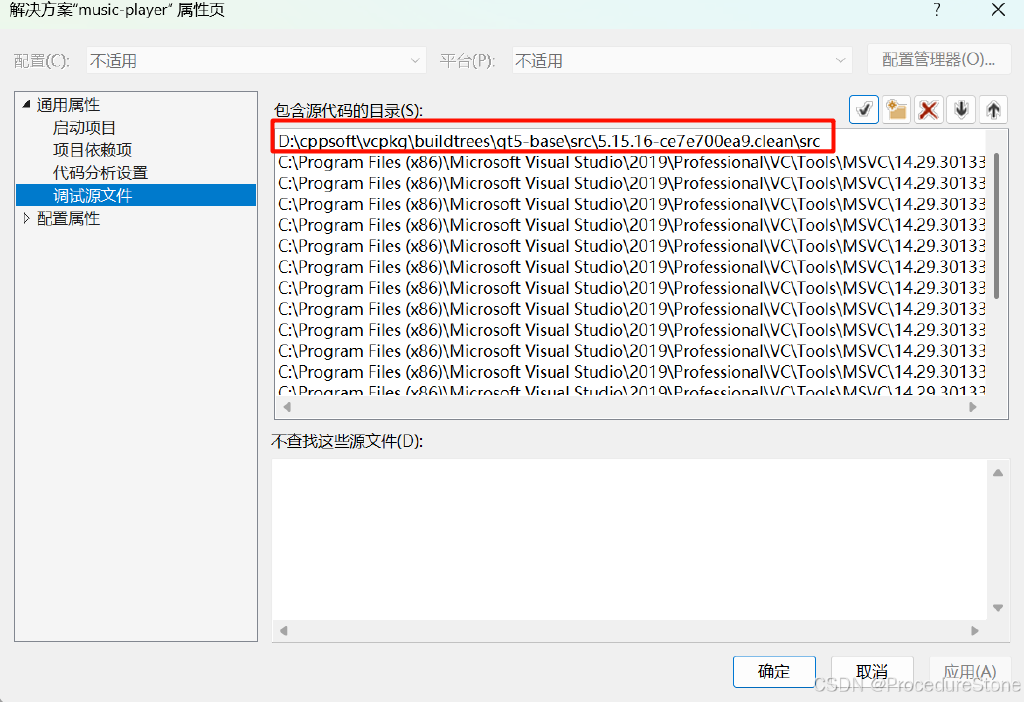 解决方案"music-player" 属性页
?
配置(C):
不适用
平台(P):
不适用
配置管理器(O)...
通用属性
启动项目
项目依赖项
代码分析设置
调试源文件
配置属性
包含源代码的目录(S):
D:\cppsoft\vcpkg\buildtrees\qt5-base\src\5.15.16-ce7e700ea9.clean\src
C:\Program Files (x86)\Microsoft Visual Studio\2019\Professional\VC\Tools\MSVC\14.29.30133
C:\Program Files (x86)\Microsoft Visual Studio\2019\Professional\VC\Tools\MSVC\14.29.30133
C:\Program Files (x86)\Microsoft Visual Studio\2019\Professional\VC\Tools\MSVC\14.29.30133
C:\Program Files (x86)\Microsoft Visual Studio\2019\Professional\VC\Tools\MSVC\14.29.30133
C:\Program Files (x86)\Microsoft Visual Studio\2019\Professional\VC\Tools\MSVC\14.29.30133
C:\Program Files (x86)\Microsoft Visual Studio\2019\Professional\VC\Tools\MSVC\14.29.30133
C:\Program Files (x86)\Microsoft Visual Studio\2019\Professional\VC\Tools\MSVC\14.29.30133
C:\Program Files (x86)\Microsoft Visual Studio\2019\Professional\VC\Tools\MSVC\14.29.30133
C:\Program Files (x86)\Microsoft Visual Studio\2019\Professional\VC\Tools\MSVC\14.29.30133
C:\Program Files (x86)\Microsoft Visual Studio\2019\Professional\VC\Tools\MSVC\14.29.30133
C:\Program Files (x86)\Microsoft Visual Studio\2019\Professional\VC\Tools\MSVC\14.29.30133
C:\Program Files (x86)\Microsoft Visual Studio\2019\Professional\VC\Tools\MSVC\14.29.30133
不查找这些源文件(D):
确定
取消
应用(A)
CSDN @ProcedureStone